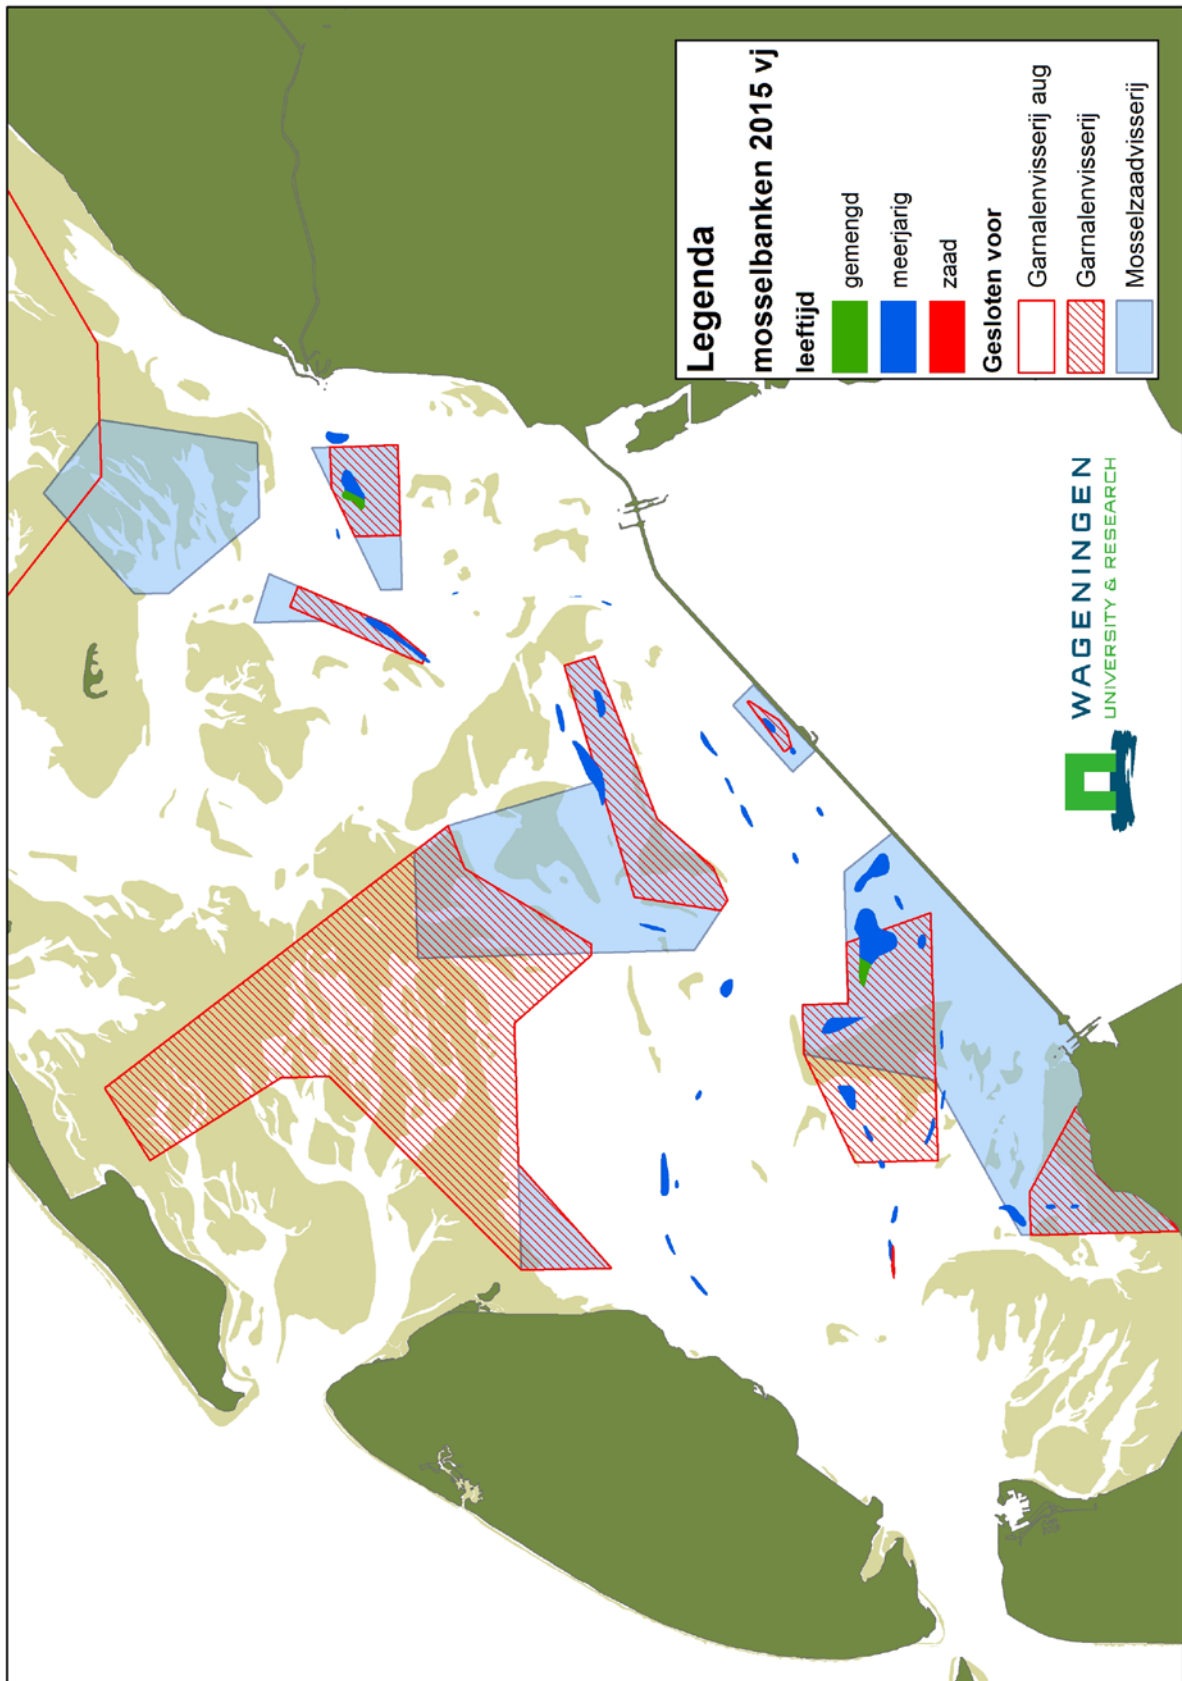 Legenda
mosselbanken 2015 vj
leeftijd
gemengd
meerjarig
zaad
Gesloten voor
Garnalenvisserij aug
Garnalenvisserij
Mosselzaadvisserij
WAGENINGEN
UNIVERSITY & RESEARCH